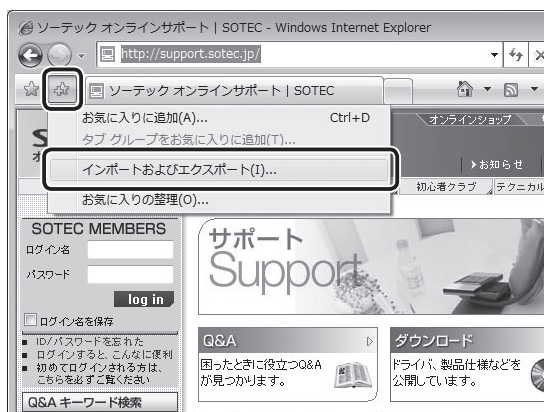 ソーテック オンラインサポート | SOTEC - Windows Internet Explorer
http://support.sotec.jp/
ソーテック オンラインサポート | SOTEC
お気に入りに追加(A)... Ctrl+D
タブ グループをお気に入りに追加(T)...
インポートおよびエクスポート(I)...
お気に入りの整理(O)...
オンラインショップ
お知らせ
初心者クラブ
テクニカル
SOTEC MEMBERS
ログイン名
パスワード
log in
ログイン名を保存
ID/パスワードを忘れた
ログインすると、こんなに便利
初めてログインされる方は、
こちらを必ずご覧ください
Q&A キーワード検索
サポート
Support
Q&A
困ったときに役立つQ&A
が見つかります。
ダウンロード
ドライバ、製品仕様などを
公開しています。